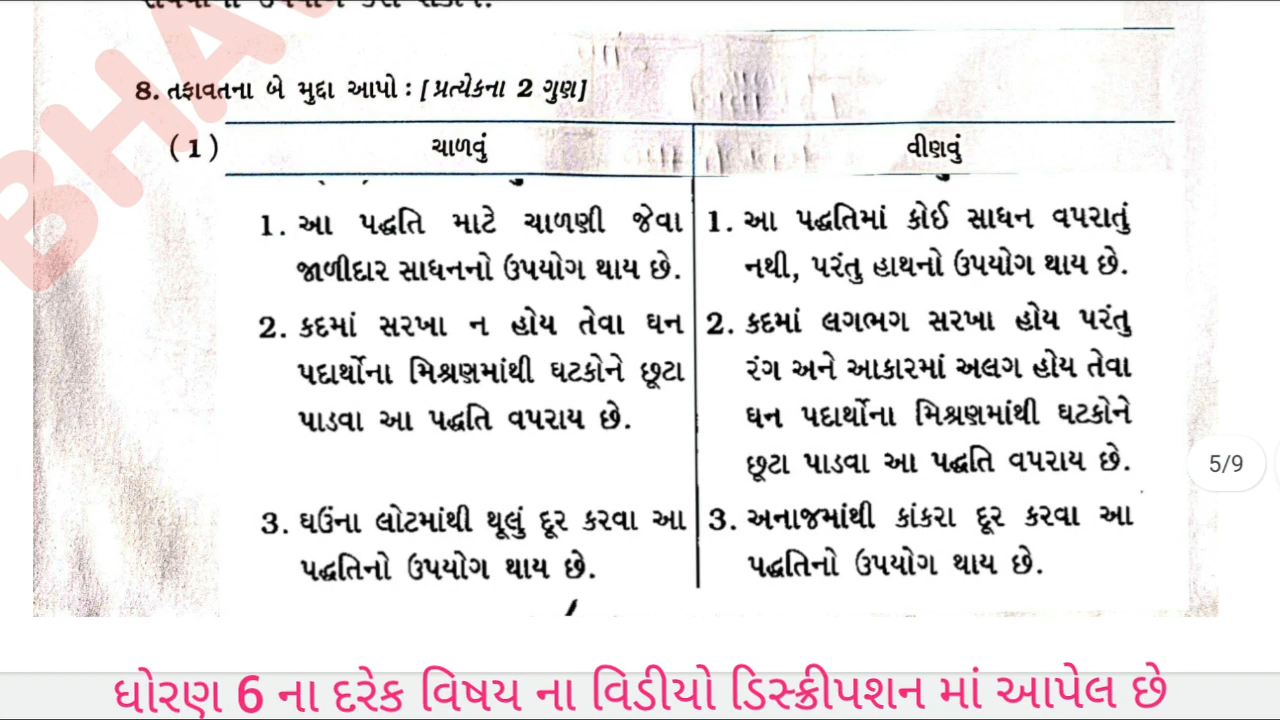 8. તફાવતના બે મુદ્દા આપો : [પ્રત્યેકના 2 ગુણ]
(1) ચાળવું વીણવું
1. આ પદ્ધતિ માટે ચાળણી જેવા
જાળીદાર સાધનનો ઉપયોગ થાય છે.
2. કદમાં સરખા ન હોય તેવા ઘન
પદાર્થોના મિશ્રણમાંથી ઘટકોને છૂટા
પાડવા આ પદ્ધતિ વપરાય છે.
3. ઘઉંના લોટમાંથી થૂલું દૂર કરવા આ
પદ્ધતિનો ઉપયોગ થાય છે.
1. આ પદ્ધતિમાં કોઈ સાધન વપરાતું
નથી, પરંતુ હાથનો ઉપયોગ થાય છે.
2. કદમાં લગભગ સરખા હોય પરંતુ
રંગ અને આકારમાં અલગ હોય તેવા
ઘન પદાર્થોના મિશ્રણમાંથી ઘટકોને
છૂટા પાડવા આ પદ્ધતિ વપરાય છે.
3. અનાજમાંથી કાંકરા દૂર કરવા આ
પદ્ધતિનો ઉપયોગ થાય છે.
5/9
ધોરણ 6 ના દરેક વિષય ના વિડીયો ડિસ્ક્રીપશન માં આપેલ છે
BHA